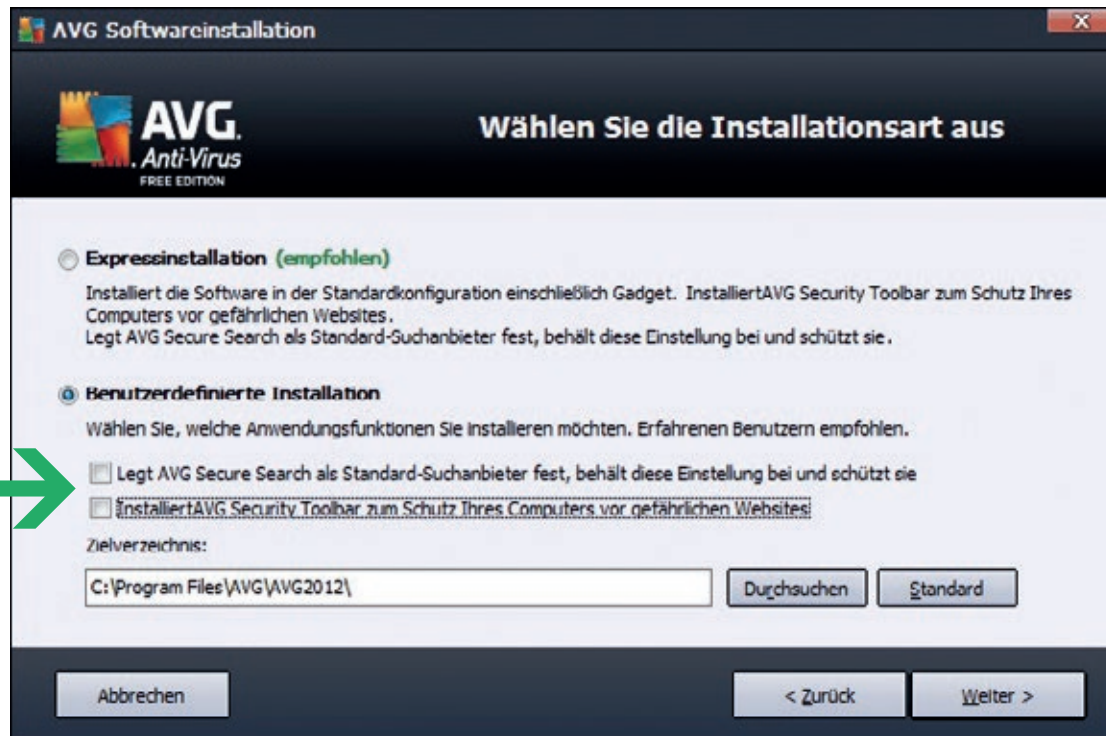 AVG Softwareinstallation
AVG.
Anti-Virus
FREE EDITION
Wählen Sie die Installationsart aus
Expressinstallation (empfohlen)
Installiert die Software in der Standardkonfiguration einschließlich Gadget. InstalliertAVG Security Toolbar zum Schutz Ihres
Computers vor gefährlichen Websites.
Legt AVG Secure Search als Standard-Suchanbieter fest, behält diese Einstellung bei und schützt sie.
Benutzerdefinierte Installation
Wählen Sie, welche Anwendungsfunktionen Sie installieren möchten. Erfahrenen Benutzern empfohlen.
Legt AVG Secure Search als Standard-Suchanbieter fest, behält diese Einstellung bei und schützt sie
InstalliertAVG Security Toolbar zum Schutz Ihres Computers vor gefährlichen Websites
Zielverzeichnis:
C:\Program Files\AVG\AVG2012\
Durchsuchen
Standard
Abbrechen
< Zurück
Weiter >